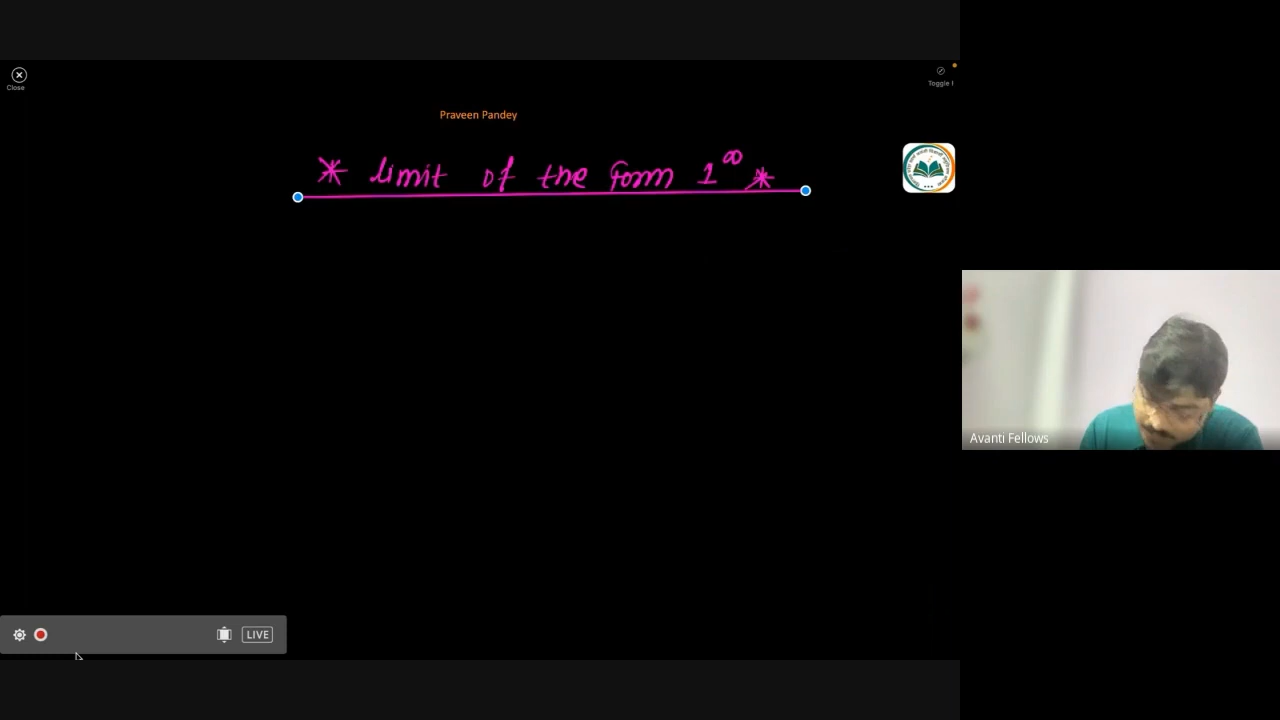 Close
Toggle !
Praveen Pandey
* limit of the form 1^∞ *
Avanti Fellows
LIVE